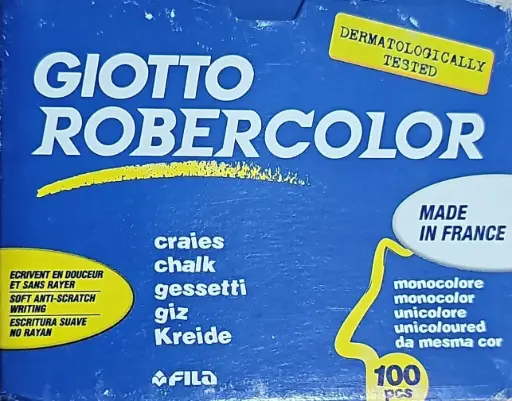 DERMATOLOGICALLY
TESTED
GIOTTO
ROBERCOLOR
MADE
IN FRANCE
ECRIVENT EN DOUCEUR
ET SANS RAYER
SOFT ANTI-SCRATCH
WRITING
ESCRITURA SUAVE
NO RAYAN
craies
chalk
gessetti
giz
Kreide
monocolore
monocolor
unicolore
unicoloured
da mesma cor
FILA
100
pcs